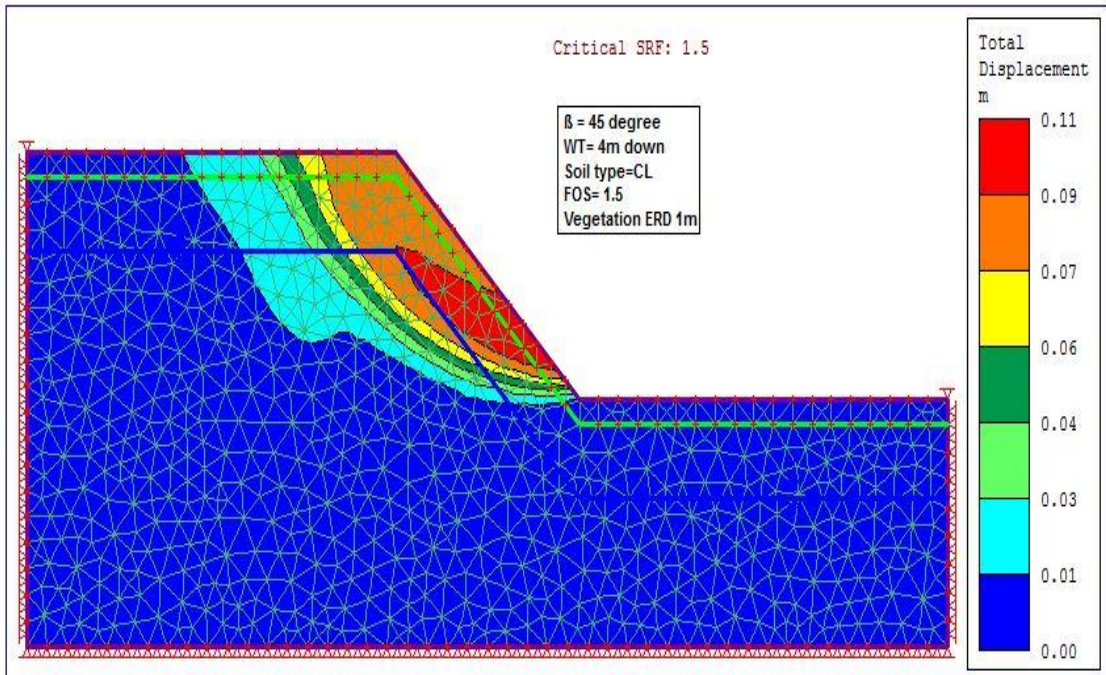 Critical SRF: 1.5
ß = 45 degree
WT= 4m down
Soil type=CL
FOS= 1.5
Vegetation ERD 1m
Total
Displacement
m
0.11
0.09
0.07
0.06
0.04
0.03
0.01
0.00